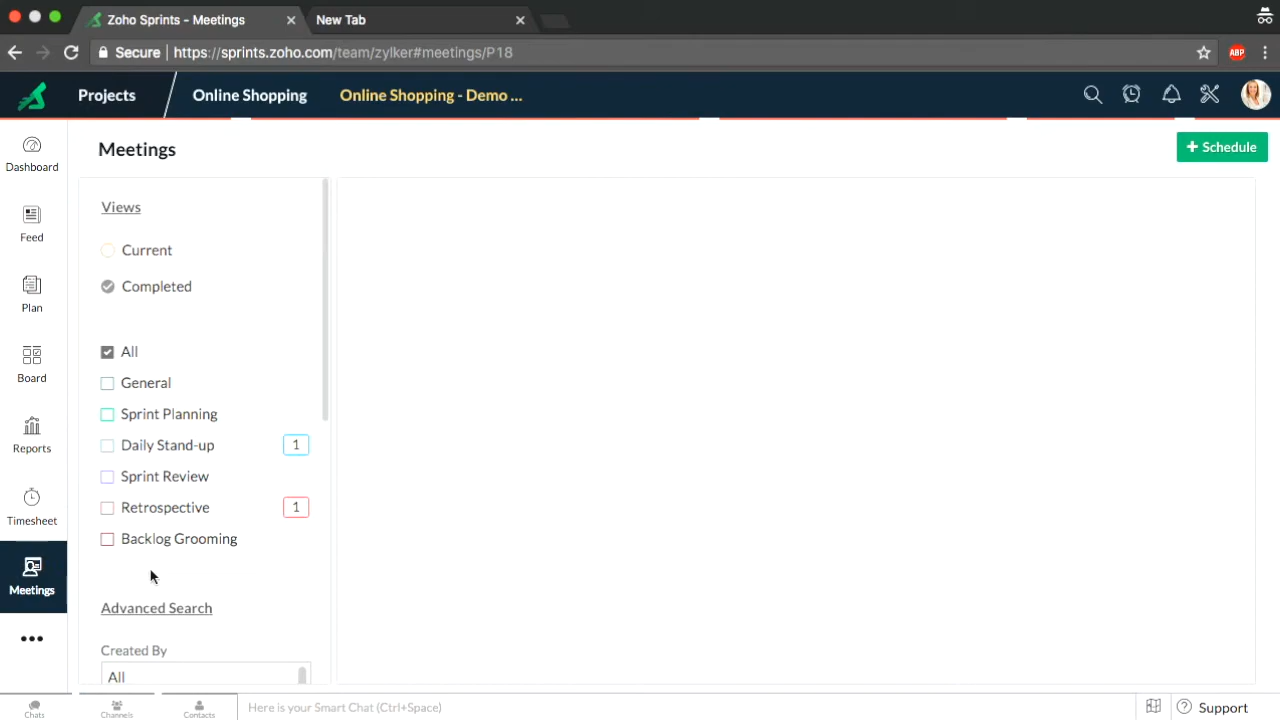 Zoho Sprints - Meetings
New Tab
Secure https://sprints.zoho.com/team/zylker#meetings/P18
ABP
Projects
Online Shopping
Online Shopping - Demo ...
Dashboard
Feed
Plan
Board
Reports
Timesheet
Meetings
Meetings
+ Schedule
Views
Current
Completed
All
General
Sprint Planning
Daily Stand-up 1
Sprint Review
Retrospective 1
Backlog Grooming
Advanced Search
Created By
All
Chats
Channels
Contacts
Here is your Smart Chat (Ctrl+Space)
Support